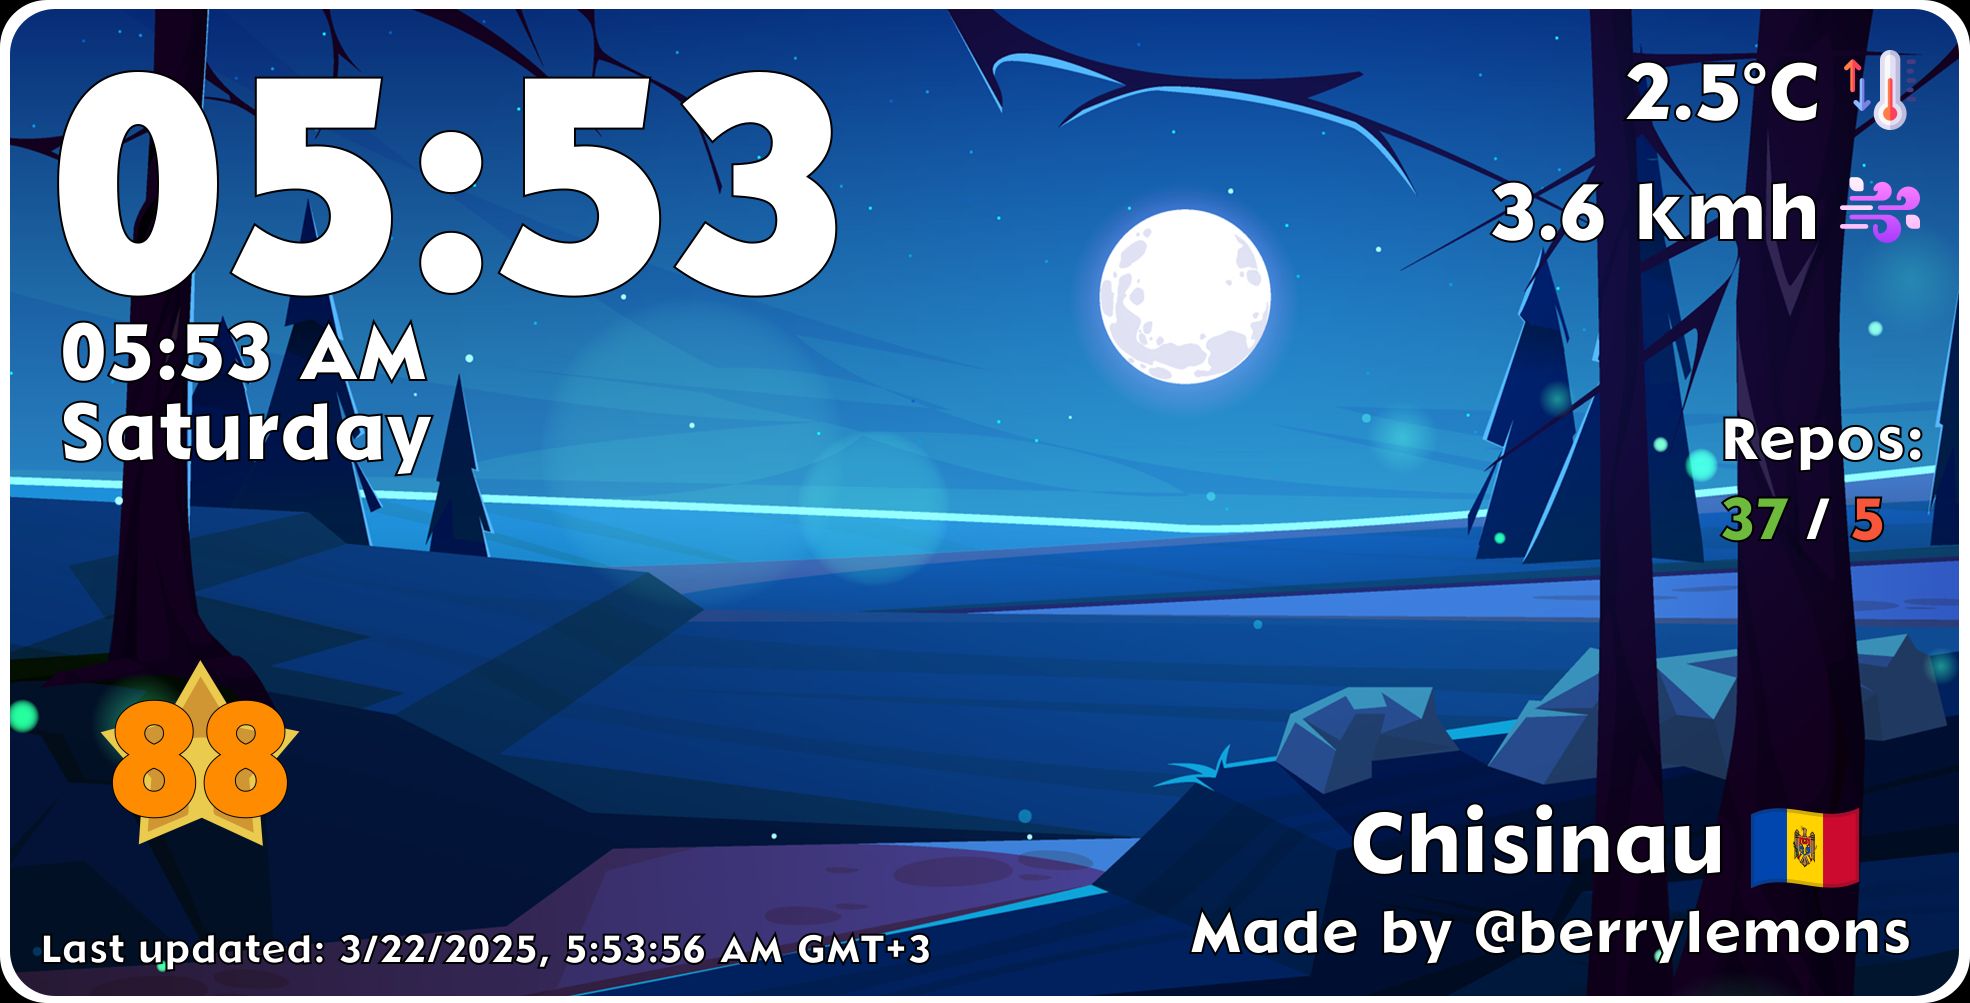 05:53
05:53 AM
Saturday
2.5°C
3.6 kmh
Repos:
37 / 5
88
Chisinau
Made by @berrylemons
Last updated: 3/22/2025, 5:53:56 AM GMT+3